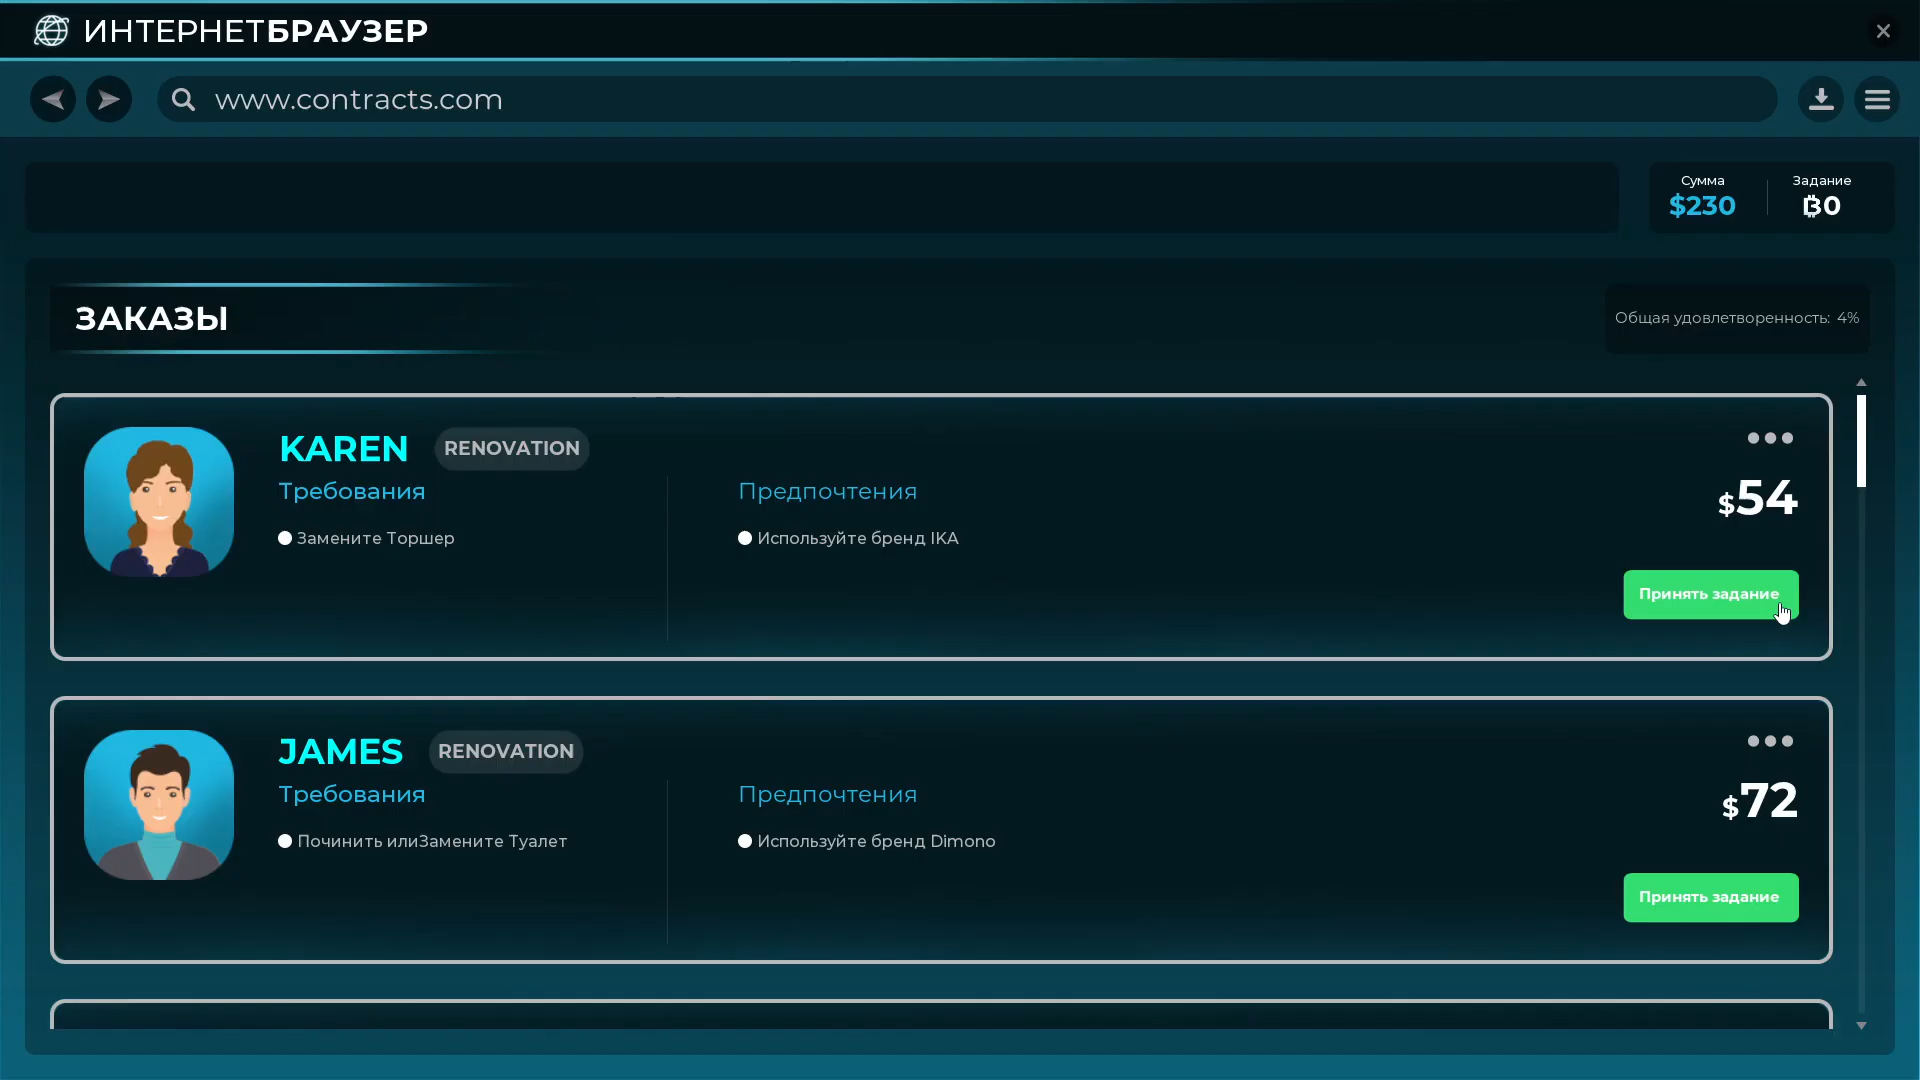 ИНТЕРНЕТБРАУЗЕР
www.contracts.com
Сумма
$230
Задание
₿0
ЗАКАЗЫ
Общая удовлетворенность: 4%
KAREN
RENOVATION
Требования
Замените Торшер
Предпочтения
Используйте бренд IKA
$54
Принять задание
JAMES
RENOVATION
Требования
Починить илиЗамените Туалет
Предпочтения
Используйте бренд Dimono
$72
Принять задание